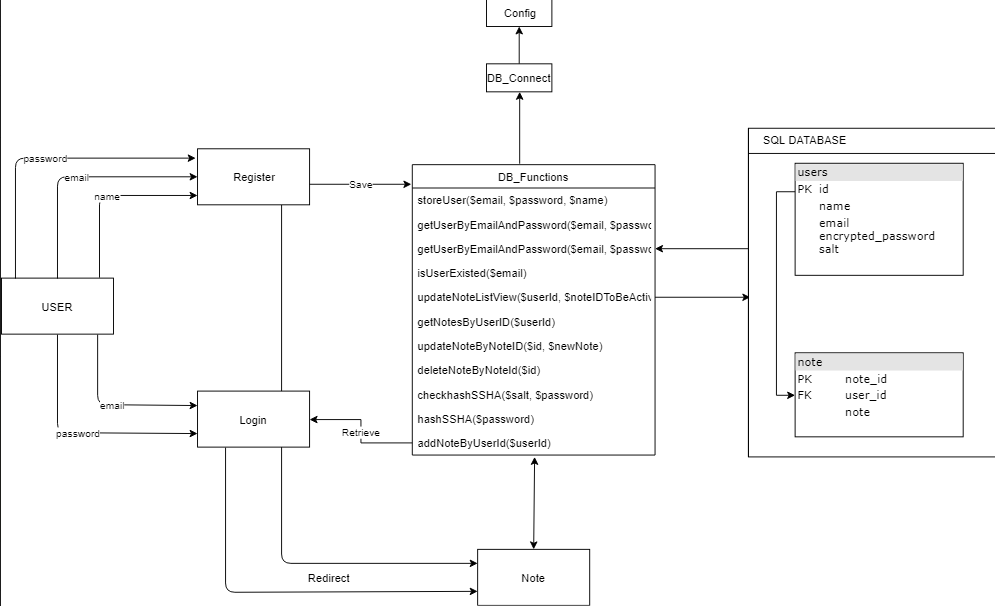 Config
DB_Connect
SQL DATABASE
password
email
name
Register
Save
DB_Functions
storeUser($email, $password, $name)
getUserByEmailAndPassword($email, $passwo
getUserByEmailAndPassword($email, $passwo
isUserExisted($email)
updateNoteListView($userId, $noteIDToBeActiv
getNotesByUserID($userId)
updateNoteByNoteID($id, $newNote)
deleteNoteByNoteId($id)
checkhashSSHA($salt, $password)
hashSSHA($password)
addNoteByUserId($userId)
users
PK id
name
email
encrypted_password
salt
USER
note
PK note_id
FK user_id
note
email
password
Login
Retrieve
Redirect
Note